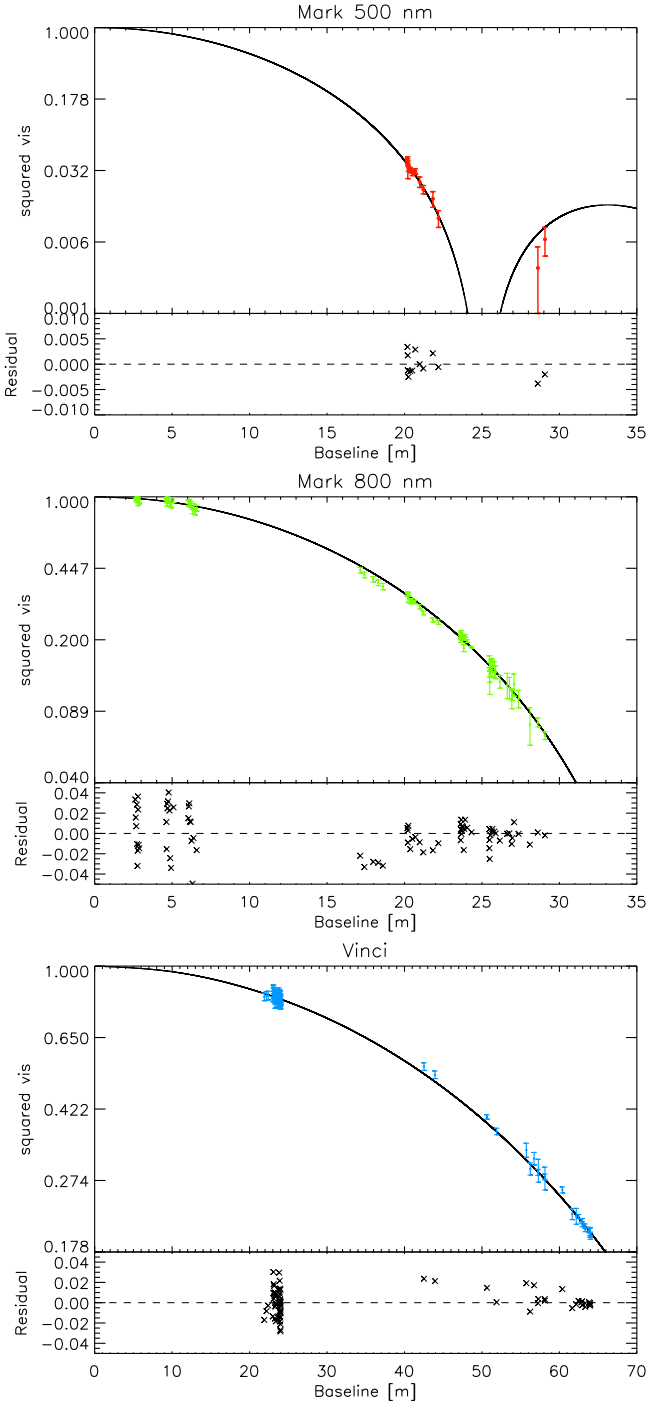 Mark 500 nm
1.000
0.178
0.032
0.006
0.001
squared vis
0.010
0.005
0.000
−0.005
−0.010
Residual
0 5 10 15 20 25 30 35
Baseline [m]
Mark 800 nm
1.000
0.447
0.200
0.089
0.040
squared vis
0.04
0.02
0.00
−0.02
−0.04
Residual
0 5 10 15 20 25 30 35
Baseline [m]
Vinci
1.000
0.650
0.422
0.274
0.178
squared vis
0.04
0.02
0.00
−0.02
−0.04
Residual
0 10 20 30 40 50 60 70
Baseline [m]